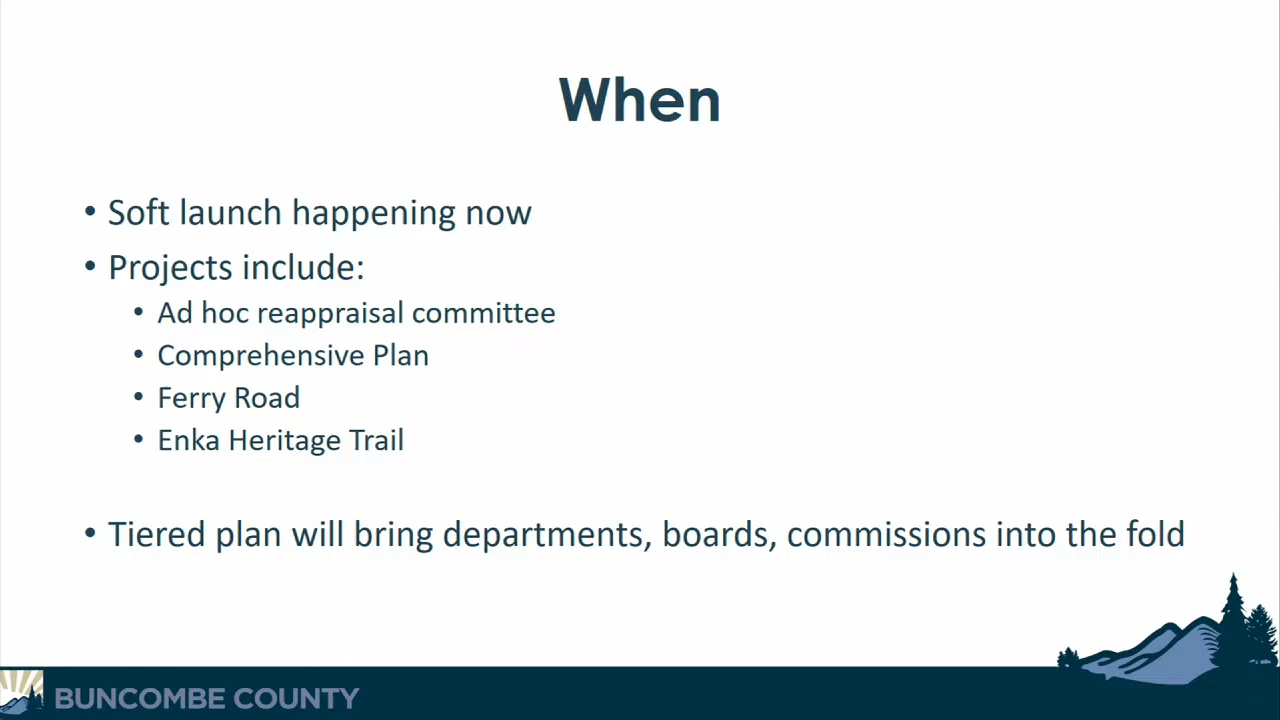 When
• Soft launch happening now
• Projects include:
• Ad hoc reappraisal committee
• Comprehensive Plan
• Ferry Road
• Enka Heritage Trail
• Tiered plan will bring departments, boards, commissions into the fold
BUNCOMBE COUNTY